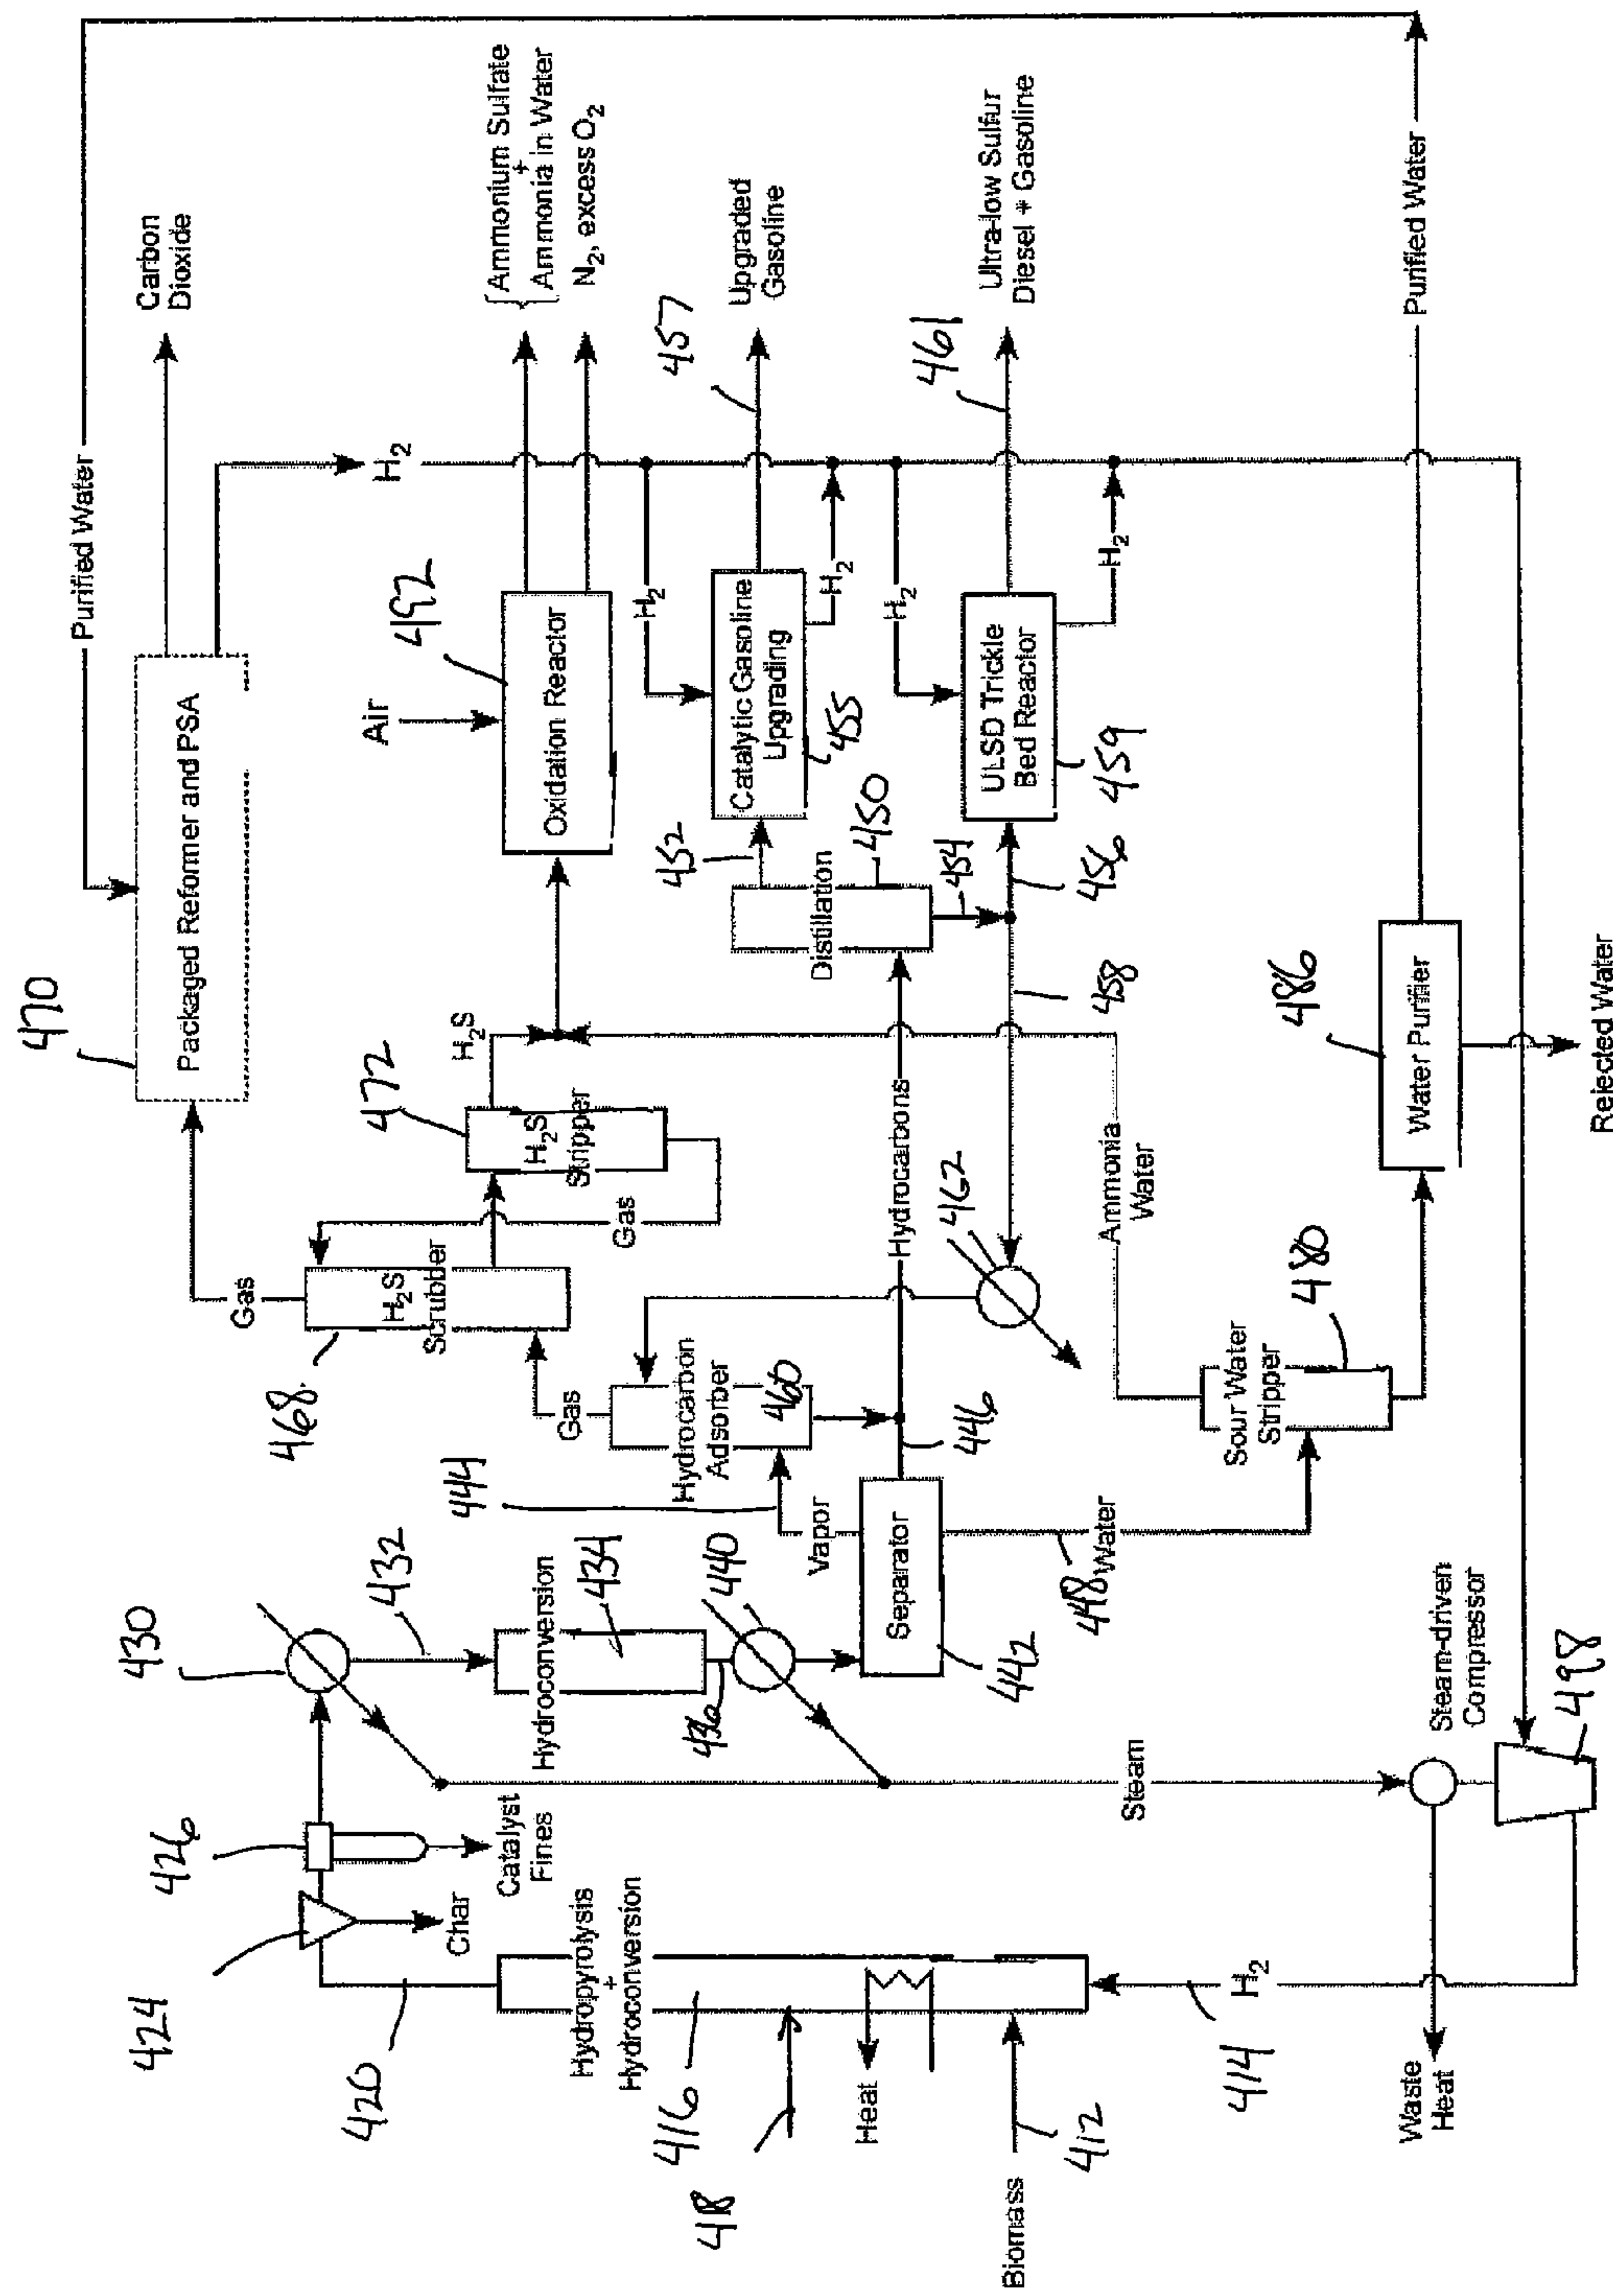 Purified Water
470
Packaged Reformer and PSA
Carbon
Dioxide
H₂
Gas
468
H₂S
Scrubber
472
H₂S
Stripper
H₂S
Gas
Air
492
Oxidation Reactor
Ammonium Sulfate
+
Ammonia in Water
N₂, excess O₂
430
432
424
426
420
Char
Catalyst
Fines
Hydroconversion
434
436
440
444
Vapor
Gas
Hydrocarbon
Adsorber
460
Separator
442
446
448
Water
Hydrocarbons
462
458
Distillation
450
452
454
456
H₂
Catalytic Gasoline
Upgrading
455
H₂
457
Upgraded
Gasoline
H₂
ULSD Trickle
Bed Reactor
459
H₂
461
Ultra-low Sulfur
Diesel + Gasoline
Hydropyrolysis
+
Hydroconversion
416
418
Heat
Biomass
412
414
H₂
Steam
Waste
Heat
Steam-driven
Compressor
498
Ammonia
Water
Sour Water
Stripper
480
486
Water Purifier
Rejected Water
Purified Water